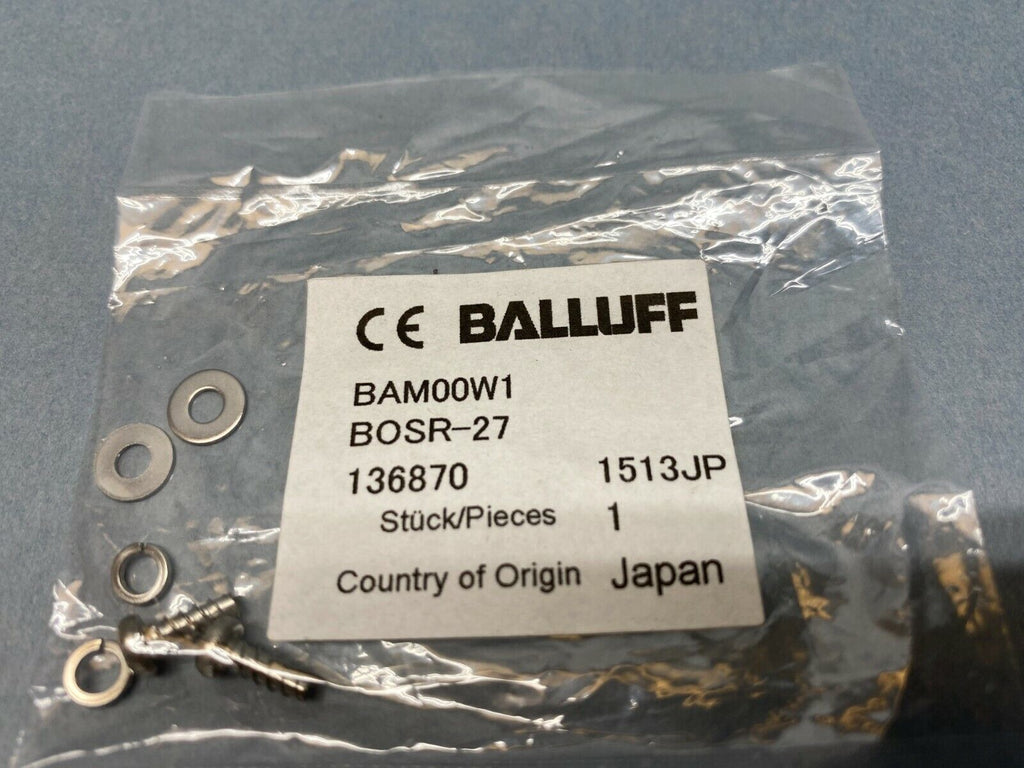 CE BALLUFF
BAM00W1
BOSR-27
136870 1513JP
Stück/Pieces 1
Country of Origin Japan